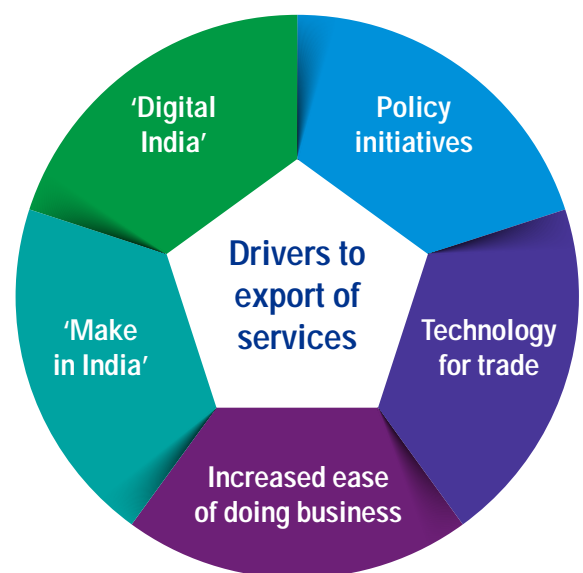 ‘Digital
India’
Policy
initiatives
Drivers to
export of
services
‘Make
in India’
Technology
for trade
Increased ease
of doing business